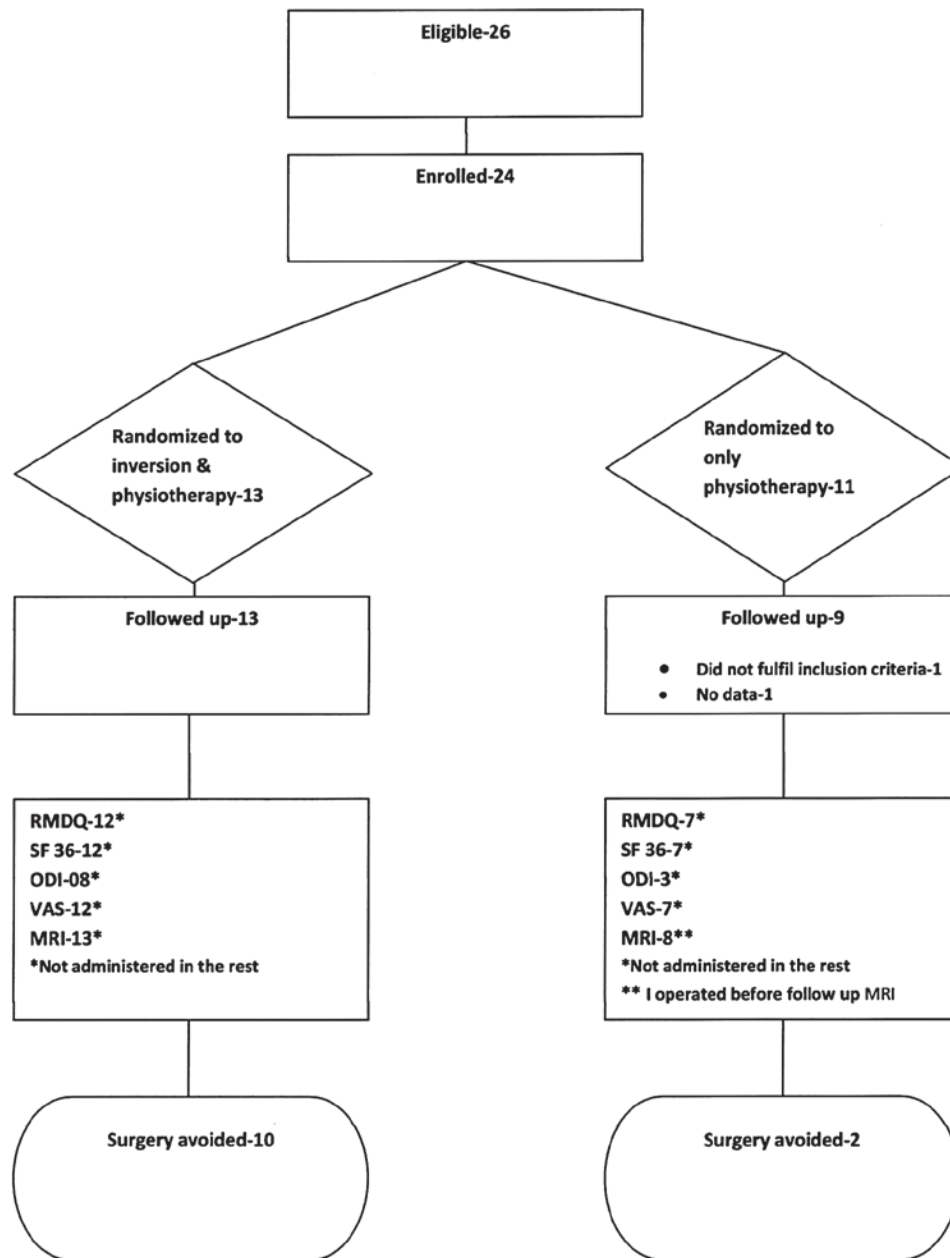 Eligible-26
Enrolled-24
Randomized to
inversion &
physiotherapy-13
Randomized to
only
physiotherapy-11
Followed up-13
Followed up-9
• Did not fulfil inclusion criteria-1
• No data-1
RMDQ-12*
SF 36-12*
ODI-08*
VAS-12*
MRI-13*
*Not administered in the rest
RMDQ-7*
SF 36-7*
ODI-3*
VAS-7*
MRI-8**
*Not administered in the rest
** I operated before follow up MRI
Surgery avoided-10
Surgery avoided-2